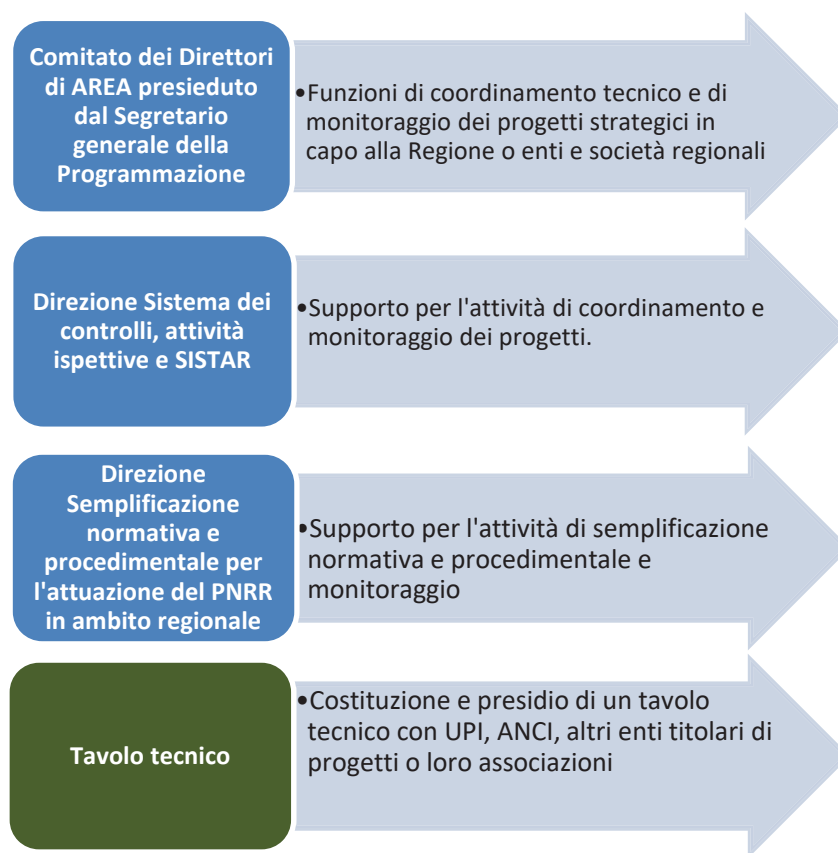 Comitato dei Direttori
di AREA presieduto
dal Segretario
generale della
Programmazione
•Funzioni di coordinamento tecnico e di
monitoraggio dei progetti strategici in
capo alla Regione o enti e società regionali
Direzione Sistema dei
controlli, attività
ispettive e SISTAR
•Supporto per l'attività di coordinamento e
monitoraggio dei progetti.
Direzione
Semplificazione
normativa e
procedimentale per
l'attuazione del PNRR
in ambito regionale
•Supporto per l'attività di semplificazione
normativa e procedimentale e
monitoraggio
Tavolo tecnico
•Costituzione e presidio di un tavolo
tecnico con UPI, ANCI, altri enti titolari di
progetti o loro associazioni